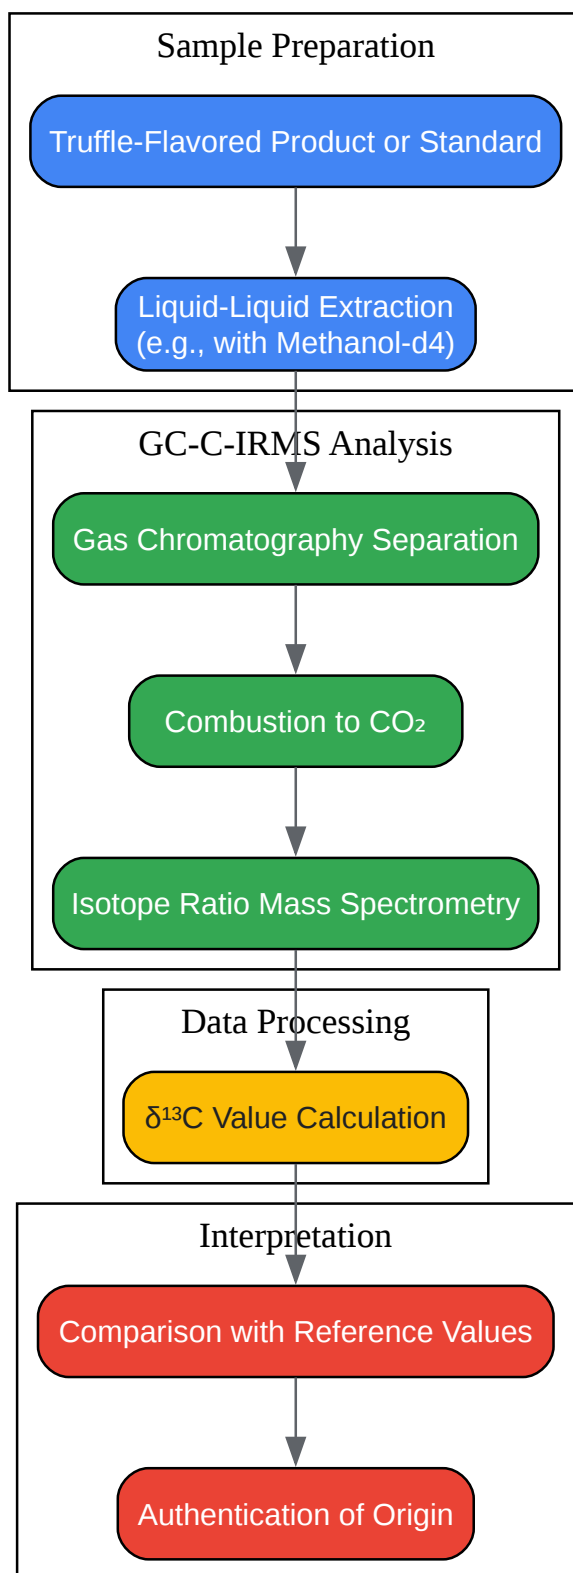 Sample Preparation
Truffle-Flavored Product or Standard
Liquid-Liquid Extraction
(e.g., with Methanol-d4)
GC-C-IRMS Analysis
Gas Chromatography Separation
Combustion to CO₂
Isotope Ratio Mass Spectrometry
Data Processing
δ¹³C Value Calculation
Interpretation
Comparison with Reference Values
Authentication of Origin